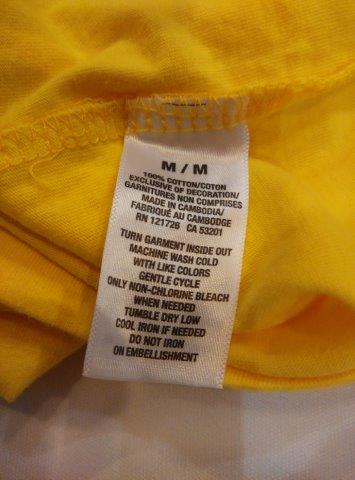 M / M
100% COTTON/COTON
EXCLUSIVE OF DECORATION/
GARNITURES NON COMPRISES
MADE IN CAMBODIA/
FABRIQUÉ AU CAMBODGE
RN 121726 CA 53201
TURN GARMENT INSIDE OUT
MACHINE WASH COLD
WITH LIKE COLORS
GENTLE CYCLE
ONLY NON-CHLORINE BLEACH
WHEN NEEDED
TUMBLE DRY LOW
COOL IRON IF NEEDED
DO NOT IRON
ON EMBELLISHMENT